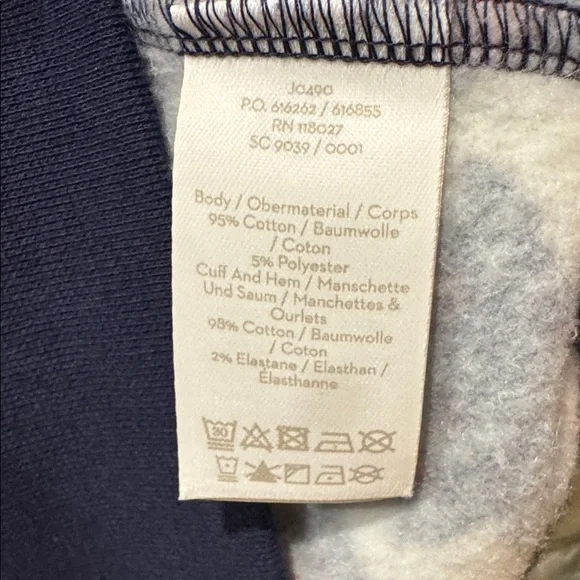 J0490
P.O. 616262 / 616855
RN 118027
SC 9039 / 0001
Body / Obermaterial / Corps
95% Cotton / Baumwolle
/ Coton
5% Polyester
Cuff And Hem / Manschette
Und Saum / Manchettes &
Ourlets
98% Cotton / Baumwolle
/ Coton
2% Elastane / Elasthan /
Élasthanne
30